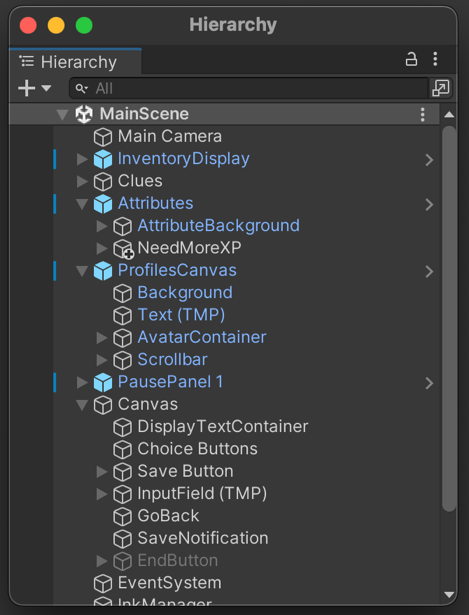 Hierarchy
Hierarchy
All
MainScene
Main Camera
InventoryDisplay
Clues
Attributes
AttributeBackground
NeedMoreXP
ProfilesCanvas
Background
Text (TMP)
AvatarContainer
Scrollbar
PausePanel 1
Canvas
DisplayTextContainer
Choice Buttons
Save Button
InputField (TMP)
GoBack
SaveNotification
EndButton
EventSystem
InkManager